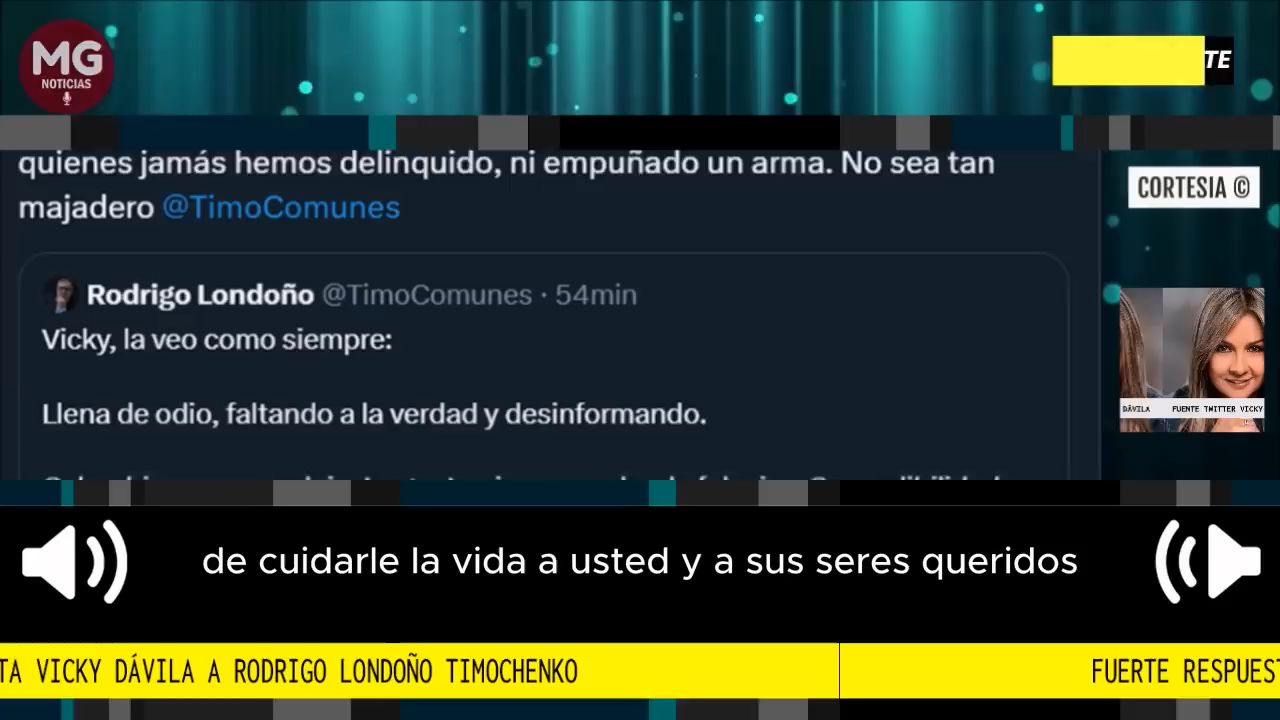 MG
NOTICIAS
TE
quienes jamás hemos delinquido, ni empuñado un arma. No sea tan
majadero @TimoComunes
CORTESIA ©
Rodrigo Londoño @TimoComunes · 54min
Vicky, la veo como siempre:
Llena de odio, faltando a la verdad y desinformando.
DÁVILA FUENTE TWITTER VICKY
de cuidarle la vida a usted y a sus seres queridos
TA VICKY DÁVILA A RODRIGO LONDOÑO TIMOCHENKO FUERTE RESPUES